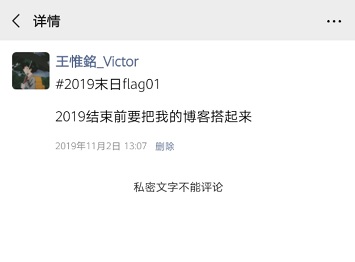 详情
王惟銘_Victor
#2019末日flag01
2019结束前要把我的博客搭起来
2019年11月2日 13:07 删除
私密文字不能评论